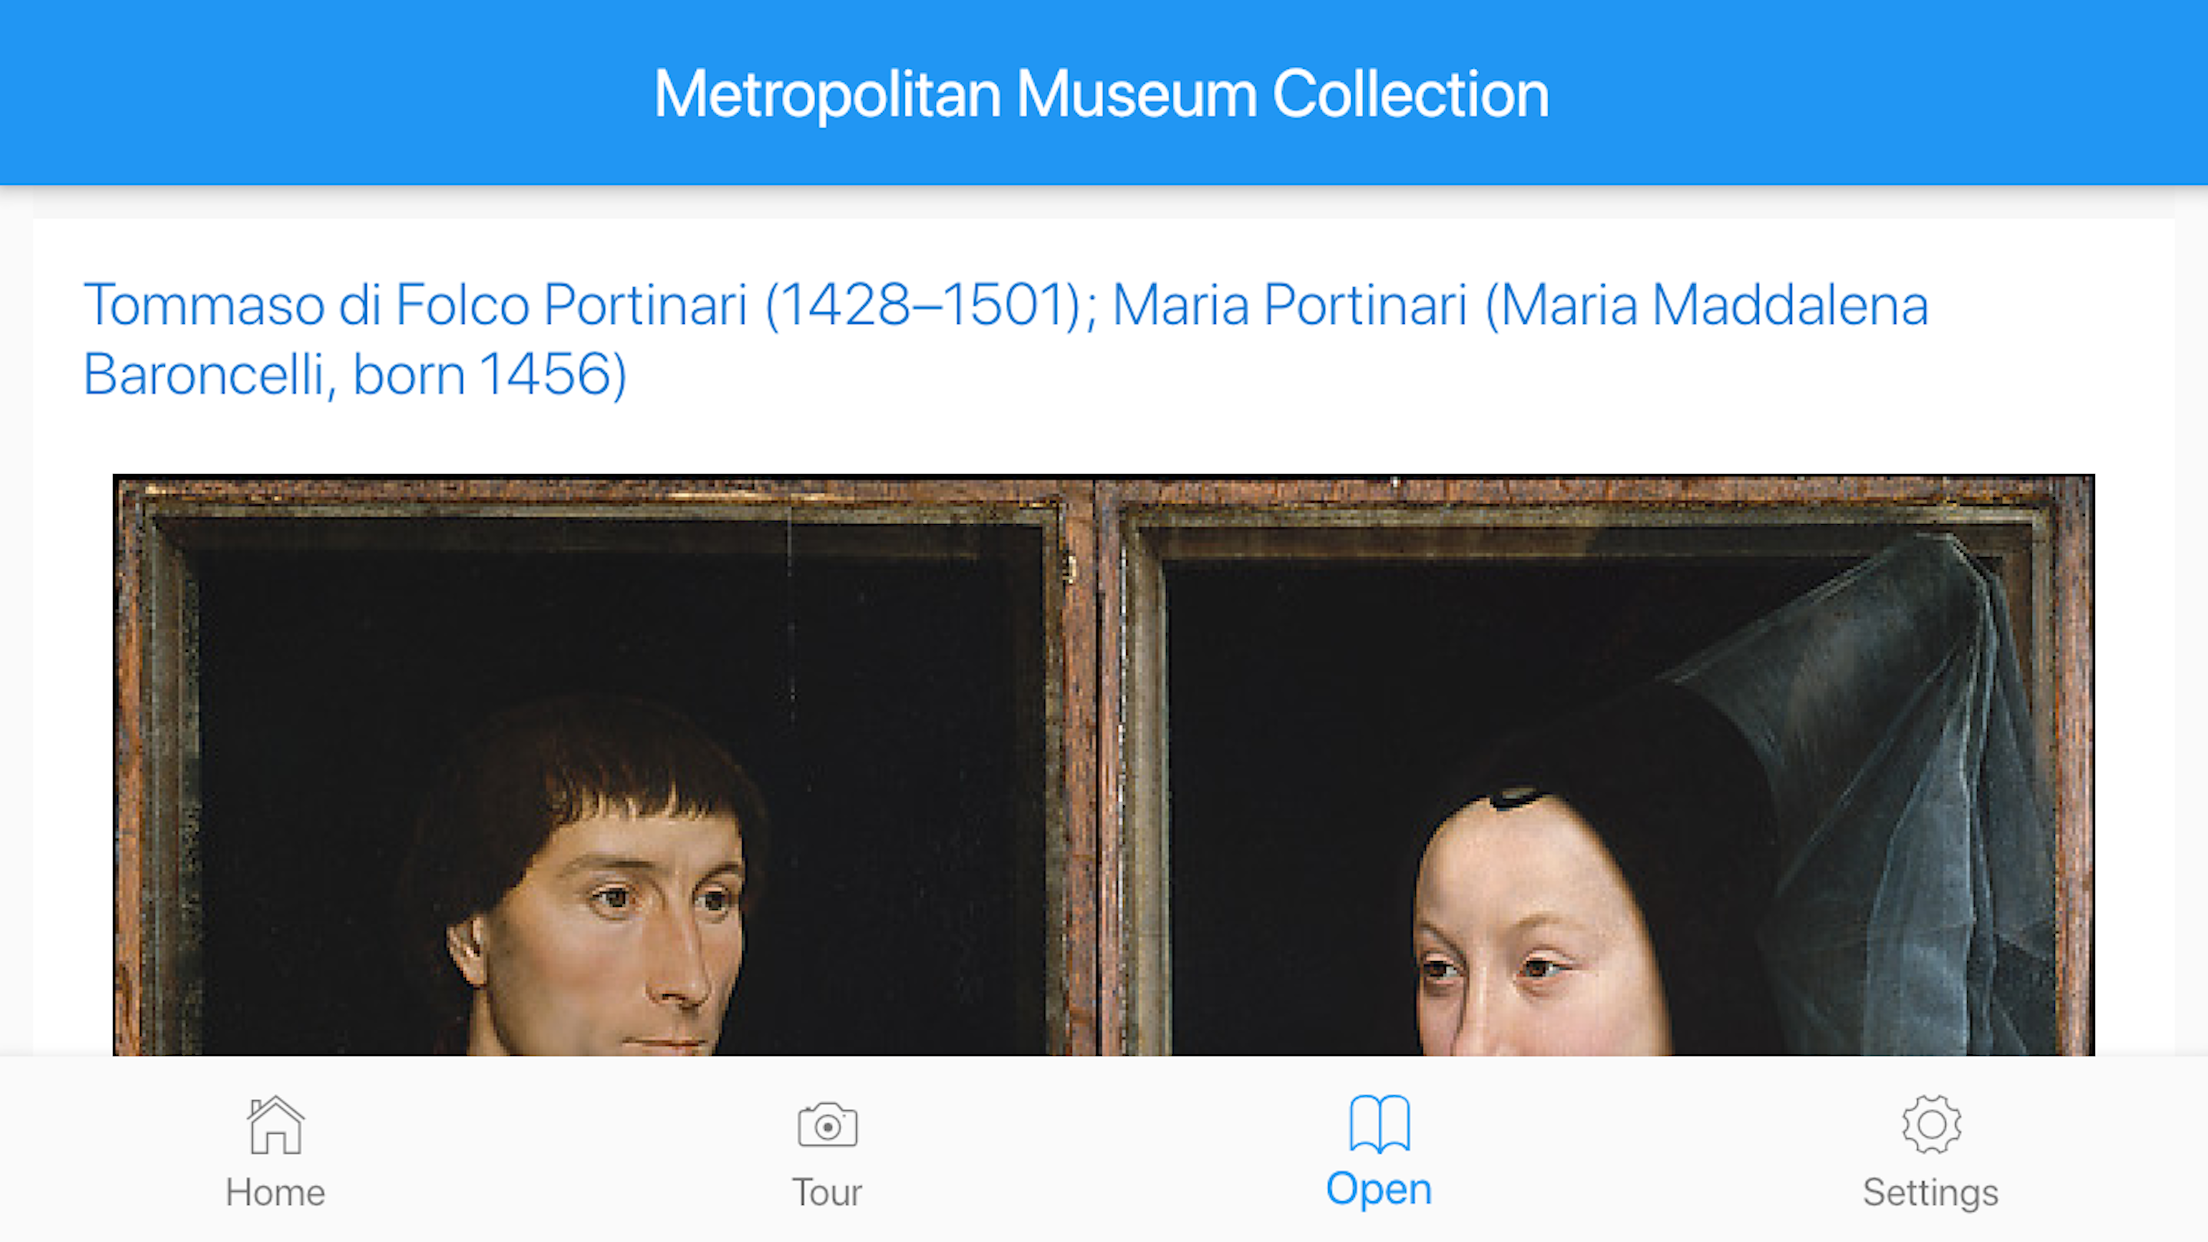 Metropolitan Museum Collection
Tommaso di Folco Portinari (1428–1501); Maria Portinari (Maria Maddalena
Baroncelli, born 1456)
Home
Tour
Open
Settings